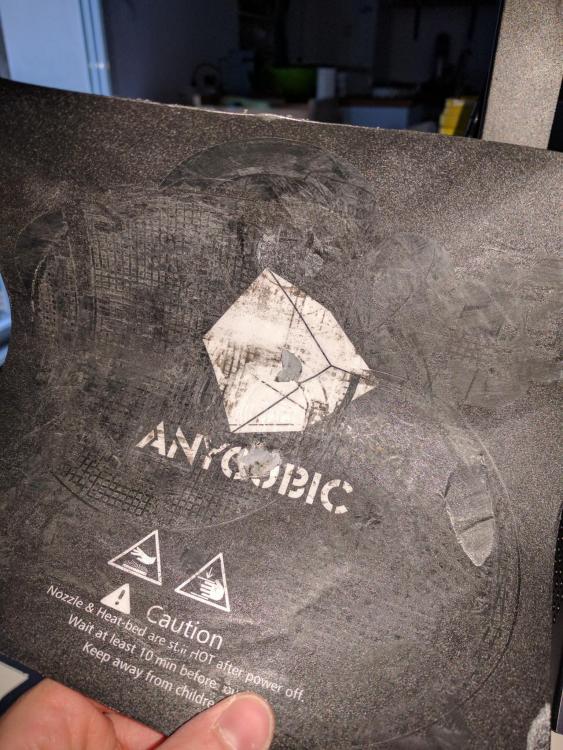 ANYCUBIC
Caution
Nozzle & Heat-bed are still HOT after power off.
Wait at least 10 min before
Keep away from childre